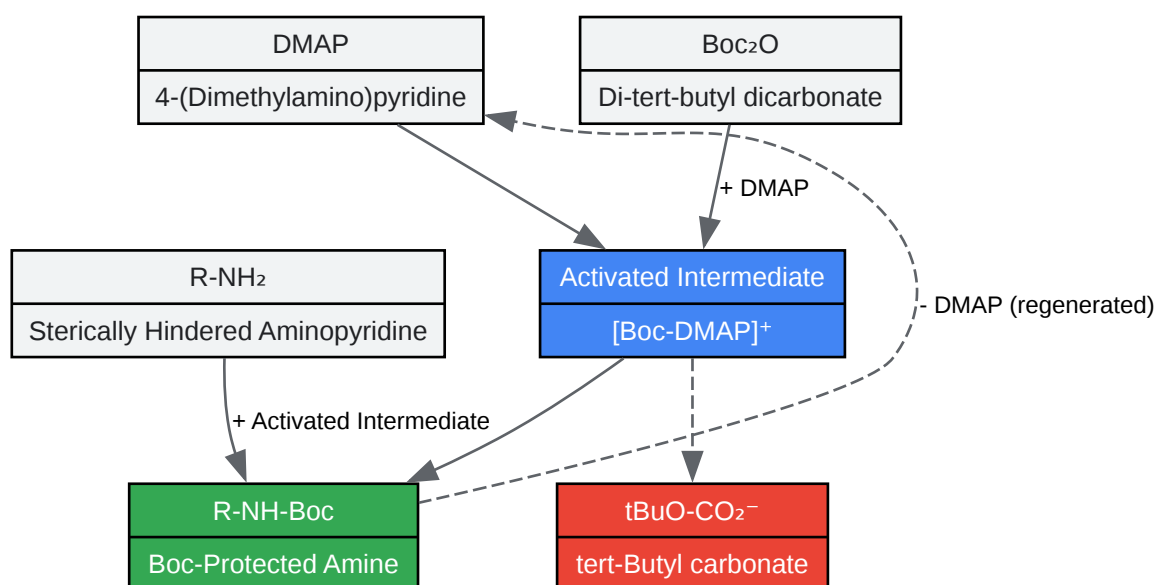 DMAP
4-(Dimethylamino)pyridine
Boc₂O
Di-tert-butyl dicarbonate
+ DMAP
R-NH₂
Sterically Hindered Aminopyridine
Activated Intermediate
[Boc-DMAP]⁺
- DMAP (regenerated)
+ Activated Intermediate
R-NH-Boc
Boc-Protected Amine
tBuO-CO₂⁻
tert-Butyl carbonate